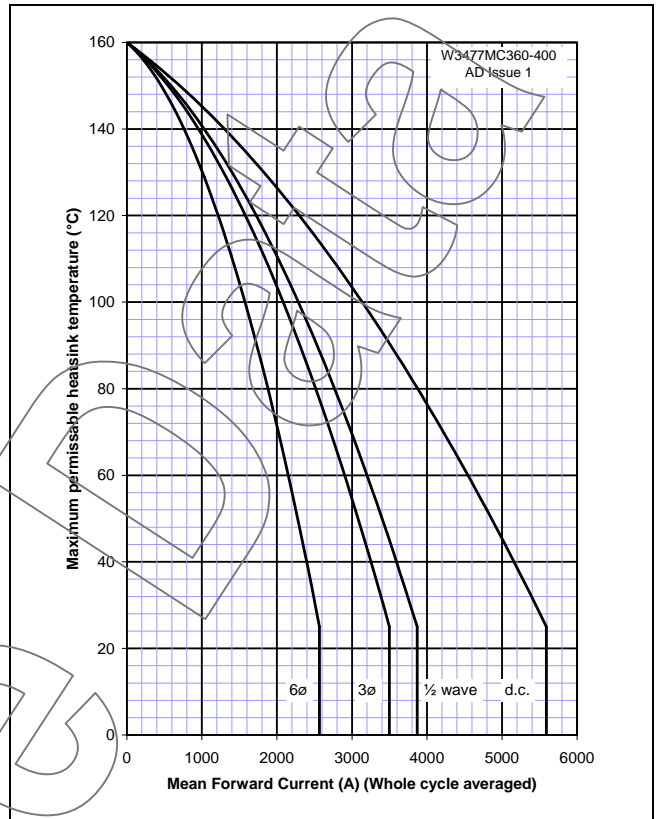 W3477MC360-400
AD Issue 1
Maximum permissable heatsink temperature (°C)
160
140
120
100
80
60
40
20
0
6ø
3ø
½ wave
d.c.
0
1000
2000
3000
4000
5000
6000
Mean Forward Current (A) (Whole cycle averaged)